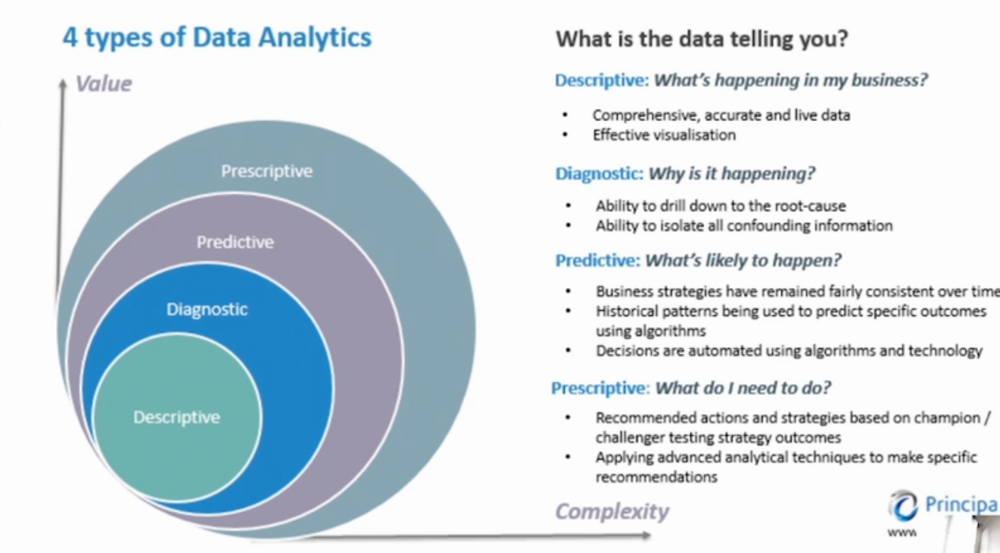 4 types of Data Analytics
Value
Prescriptive
Predictive
Diagnostic
Descriptive
Complexity
What is the data telling you?
Descriptive: What's happening in my business?
• Comprehensive, accurate and live data
• Effective visualisation
Diagnostic: Why is it happening?
• Ability to drill down to the root-cause
• Ability to isolate all confounding information
Predictive: What's likely to happen?
• Business strategies have remained fairly consistent over time
• Historical patterns being used to predict specific outcomes
using algorithms
• Decisions are automated using algorithms and technology
Prescriptive: What do I need to do?
• Recommended actions and strategies based on champion /
challenger testing strategy outcomes
• Applying advanced analytical techniques to make specific
recommendations
Principa
www